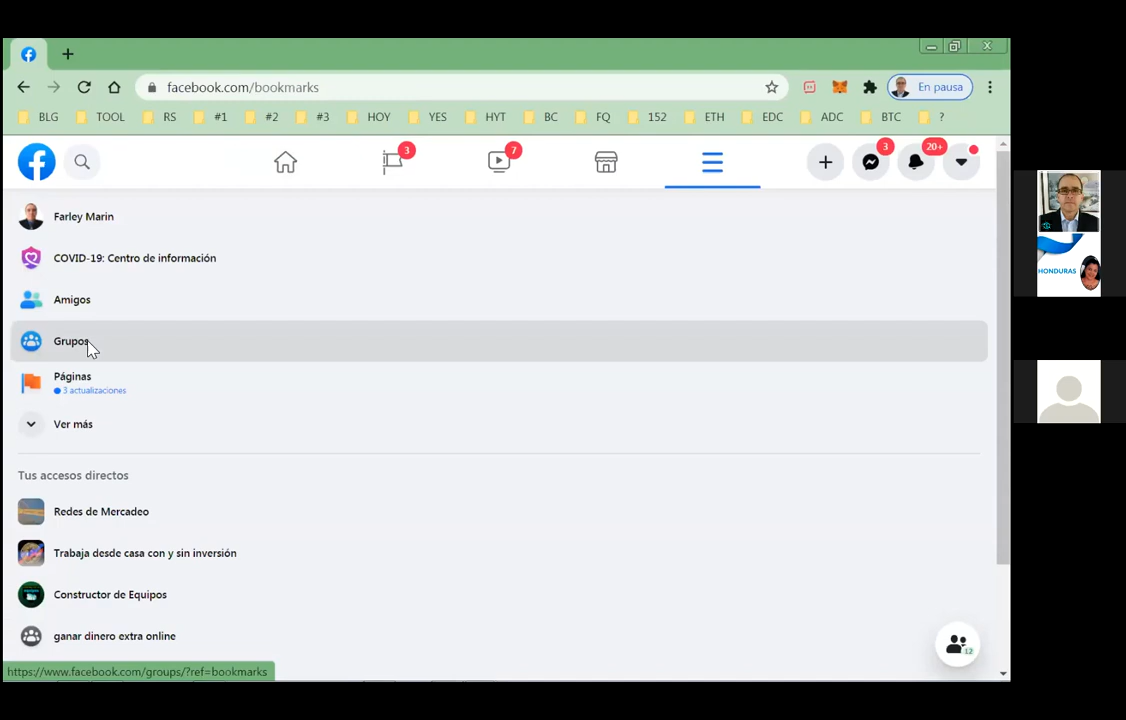 facebook.com/bookmarks
En pausa
BLG TOOL RS #1 #2 #3 HOY YES HYT BC FQ 152 ETH EDC ADC BTC ?
3 7 3 20+
Farley Marin
COVID-19: Centro de información
Amigos
Grupos
Páginas
3 actualizaciones
Ver más
Tus accesos directos
Redes de Mercadeo
Trabaja desde casa con y sin inversión
Constructor de Equipos
ganar dinero extra online
12
https://www.facebook.com/groups/?ref=bookmarks
HONDURAS